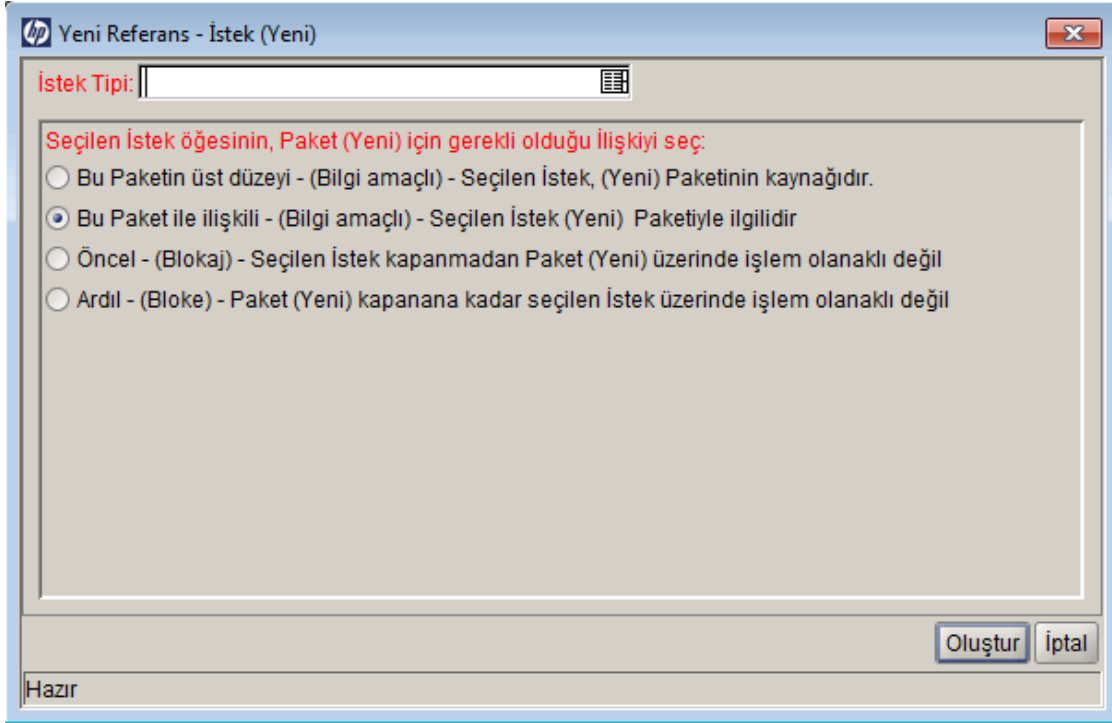 hp Yeni Referans - İstek (Yeni)
İstek Tipi:
Seçilen İstek öğesinin, Paket (Yeni) için gerekli olduğu İlişkiyi seç:
Bu Paketin üst düzeyi - (Bilgi amaçlı) - Seçilen İstek, (Yeni) Paketinin kaynağıdır.
Bu Paket ile ilişkili - (Bilgi amaçlı) - Seçilen İstek (Yeni) Paketiyle ilgilidir
Öncel - (Blokaj) - Seçilen İstek kapanmadan Paket (Yeni) üzerinde işlem olanaklı değil
Ardıl - (Bloke) - Paket (Yeni) kapanana kadar seçilen İstek üzerinde işlem olanaklı değil
Oluştur İptal
Hazır